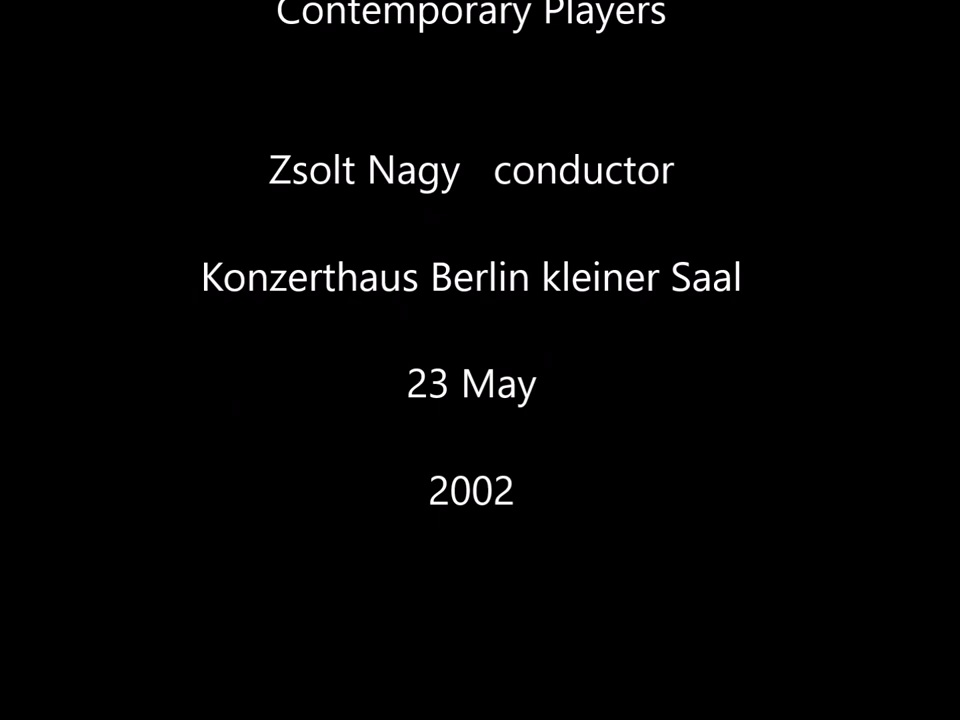 Contemporary Players
Zsolt Nagy conductor
Konzerthaus Berlin kleiner Saal
23 May
2002